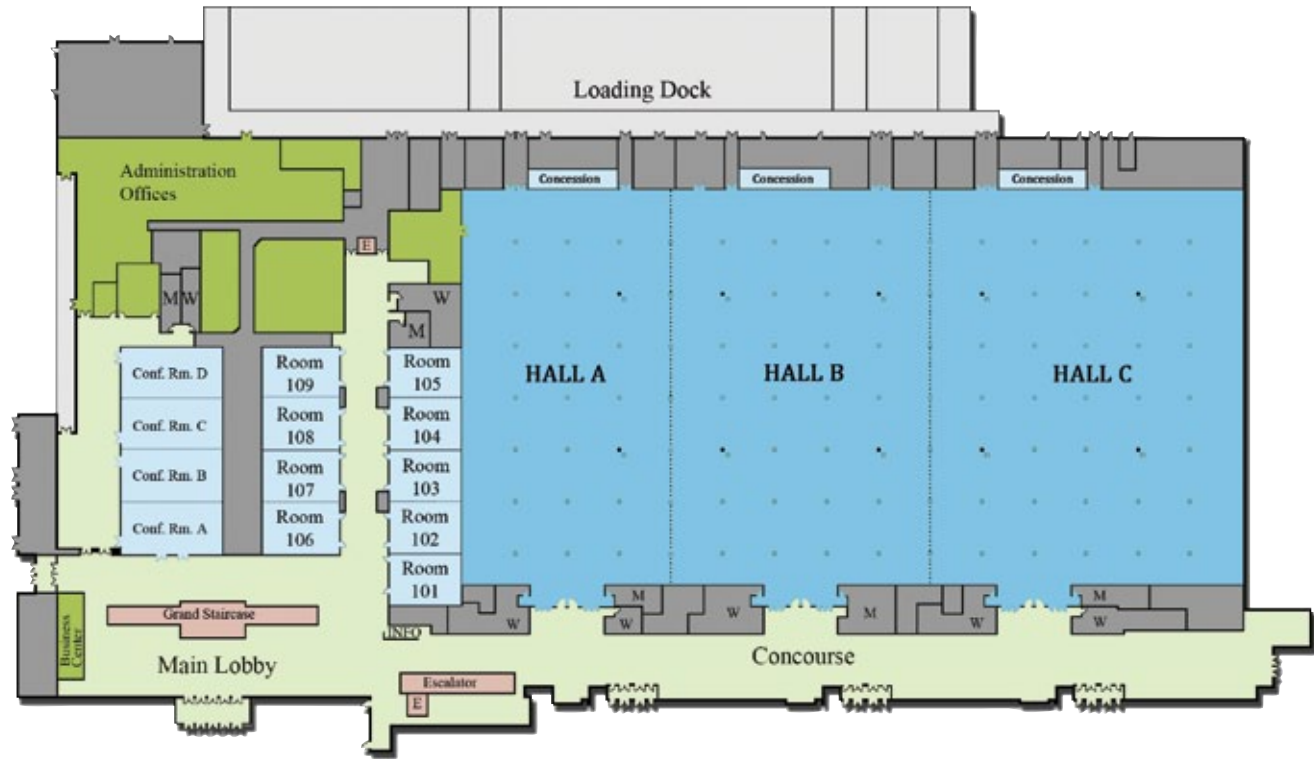 Loading Dock
Administration
Offices
Concession
Concession
Concession
E
M
W
W
M
Conf. Rm. D
Room
109
Room
105
HALL A
HALL B
HALL C
Conf. Rm. C
Room
108
Room
104
Conf. Rm. B
Room
107
Room
103
Conf. Rm. A
Room
106
Room
102
Room
101
Business
Center
Grand Staircase
INFO
W
M
W
W
M
W
M
W
Main Lobby
Concourse
Escalator
E